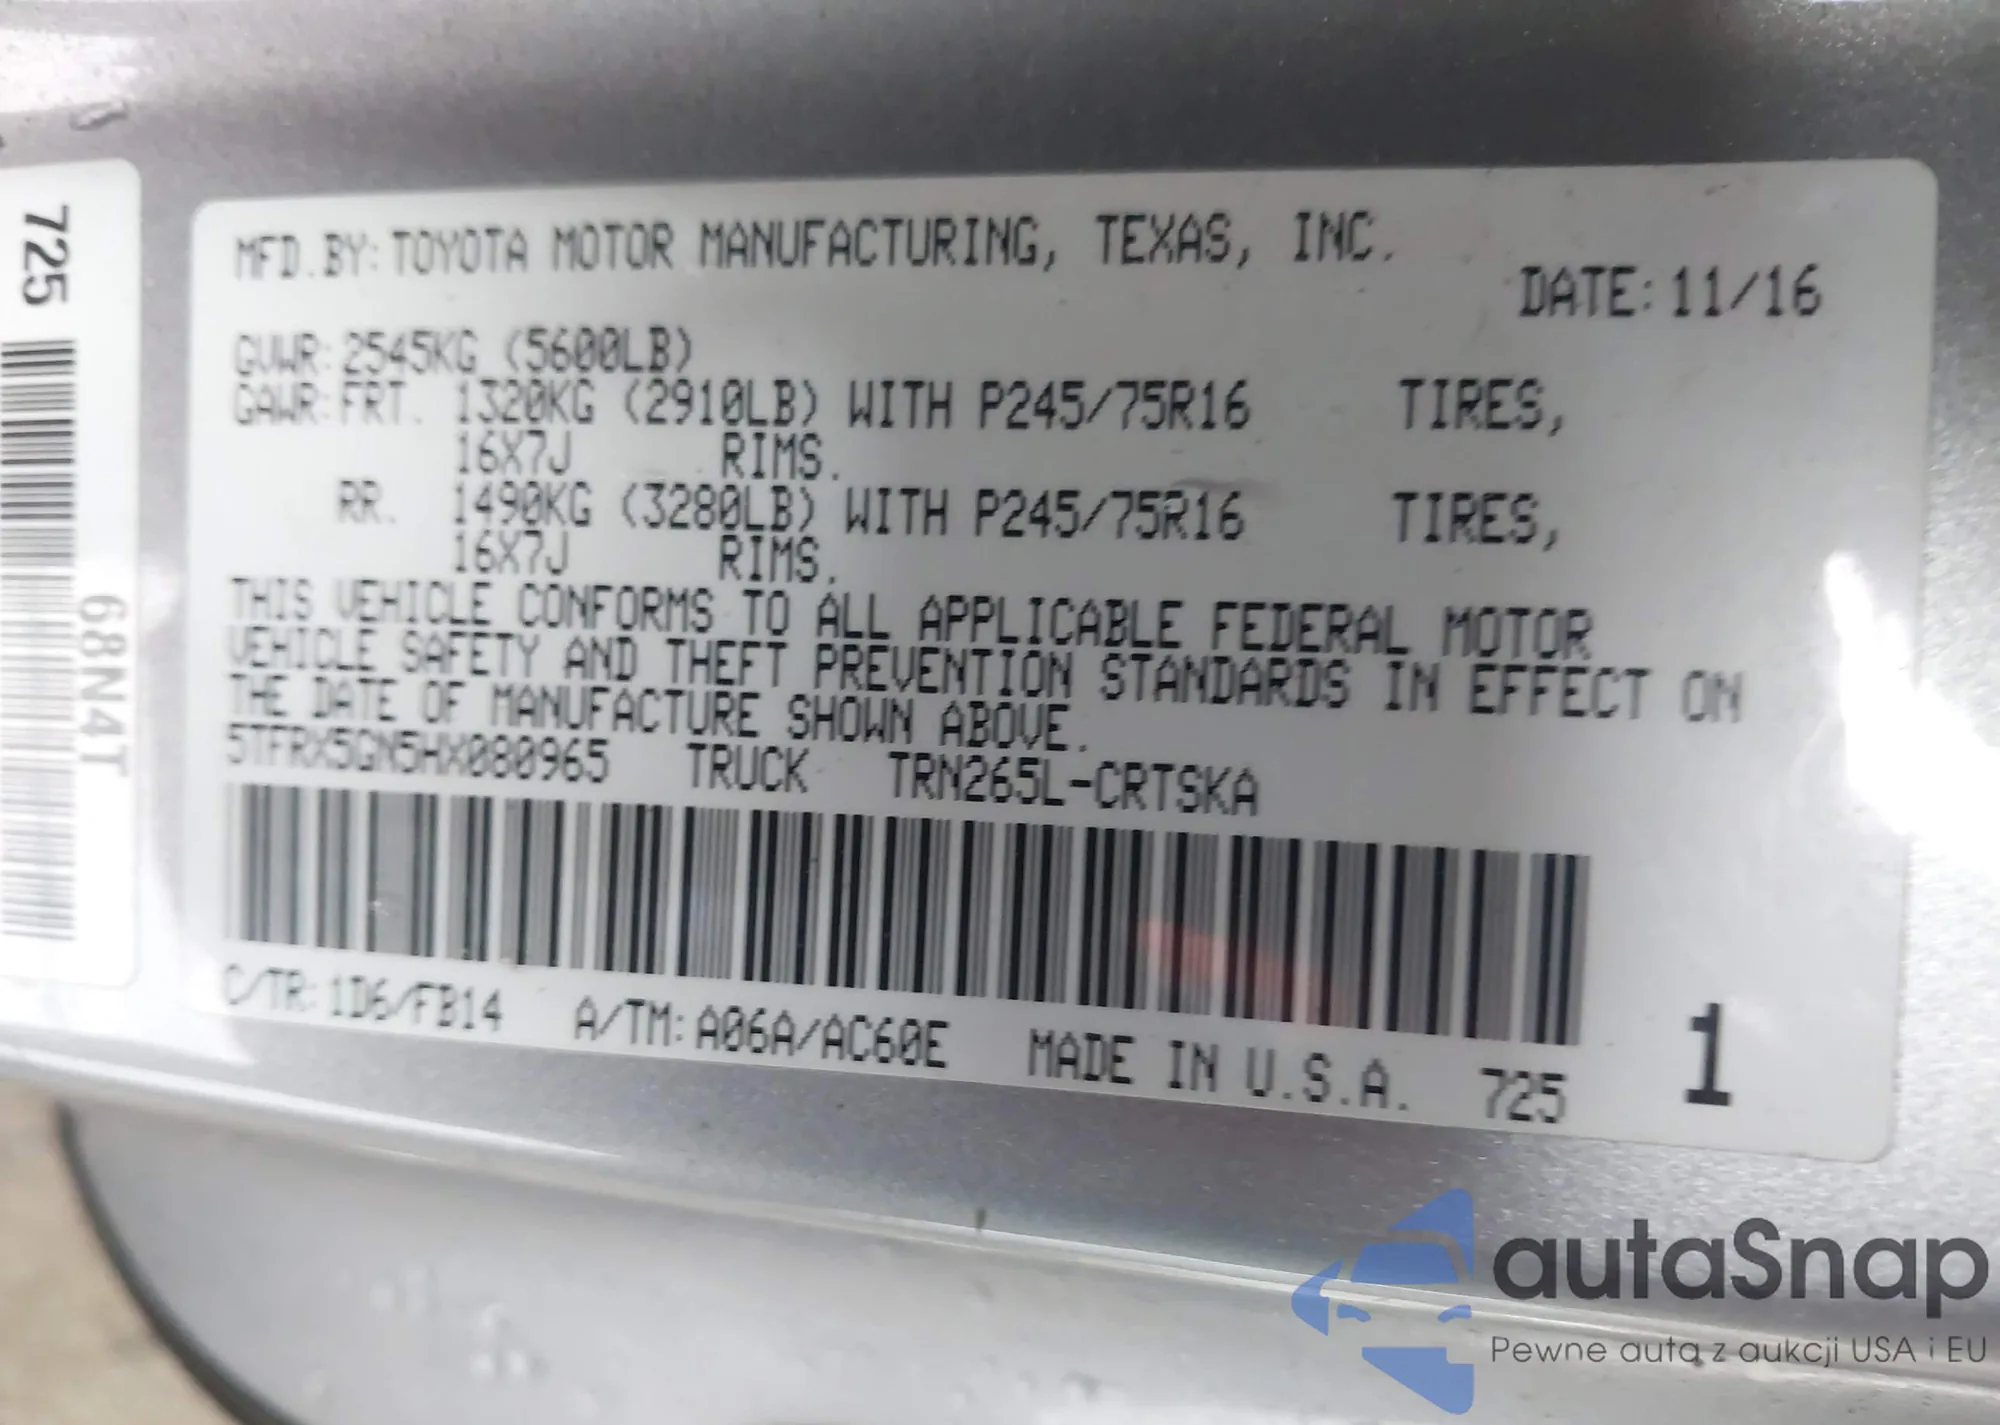 725
68N4T
MFD.BY: TOYOTA MOTOR MANUFACTURING, TEXAS, INC.
DATE: 11/16
GVWR: 2545KG (5600LB)
GAWR: FRT. 1320KG (2910LB) WITH P245/75R16 TIRES,
16X7J RIMS.
RR. 1490KG (3280LB) WITH P245/75R16 TIRES,
16X7J RIMS.
THIS VEHICLE CONFORMS TO ALL APPLICABLE FEDERAL MOTOR
VEHICLE SAFETY AND THEFT PREVENTION STANDARDS IN EFFECT ON
THE DATE OF MANUFACTURE SHOWN ABOVE.
5TFRX5GN5HX080965 TRUCK TRN265L-CRTSKA
C/TR: 1D6/FB14 A/TM: A06A/AC60E MADE IN U.S.A. 725
1
autaSnap
Pewne auta z aukcji USA i EU